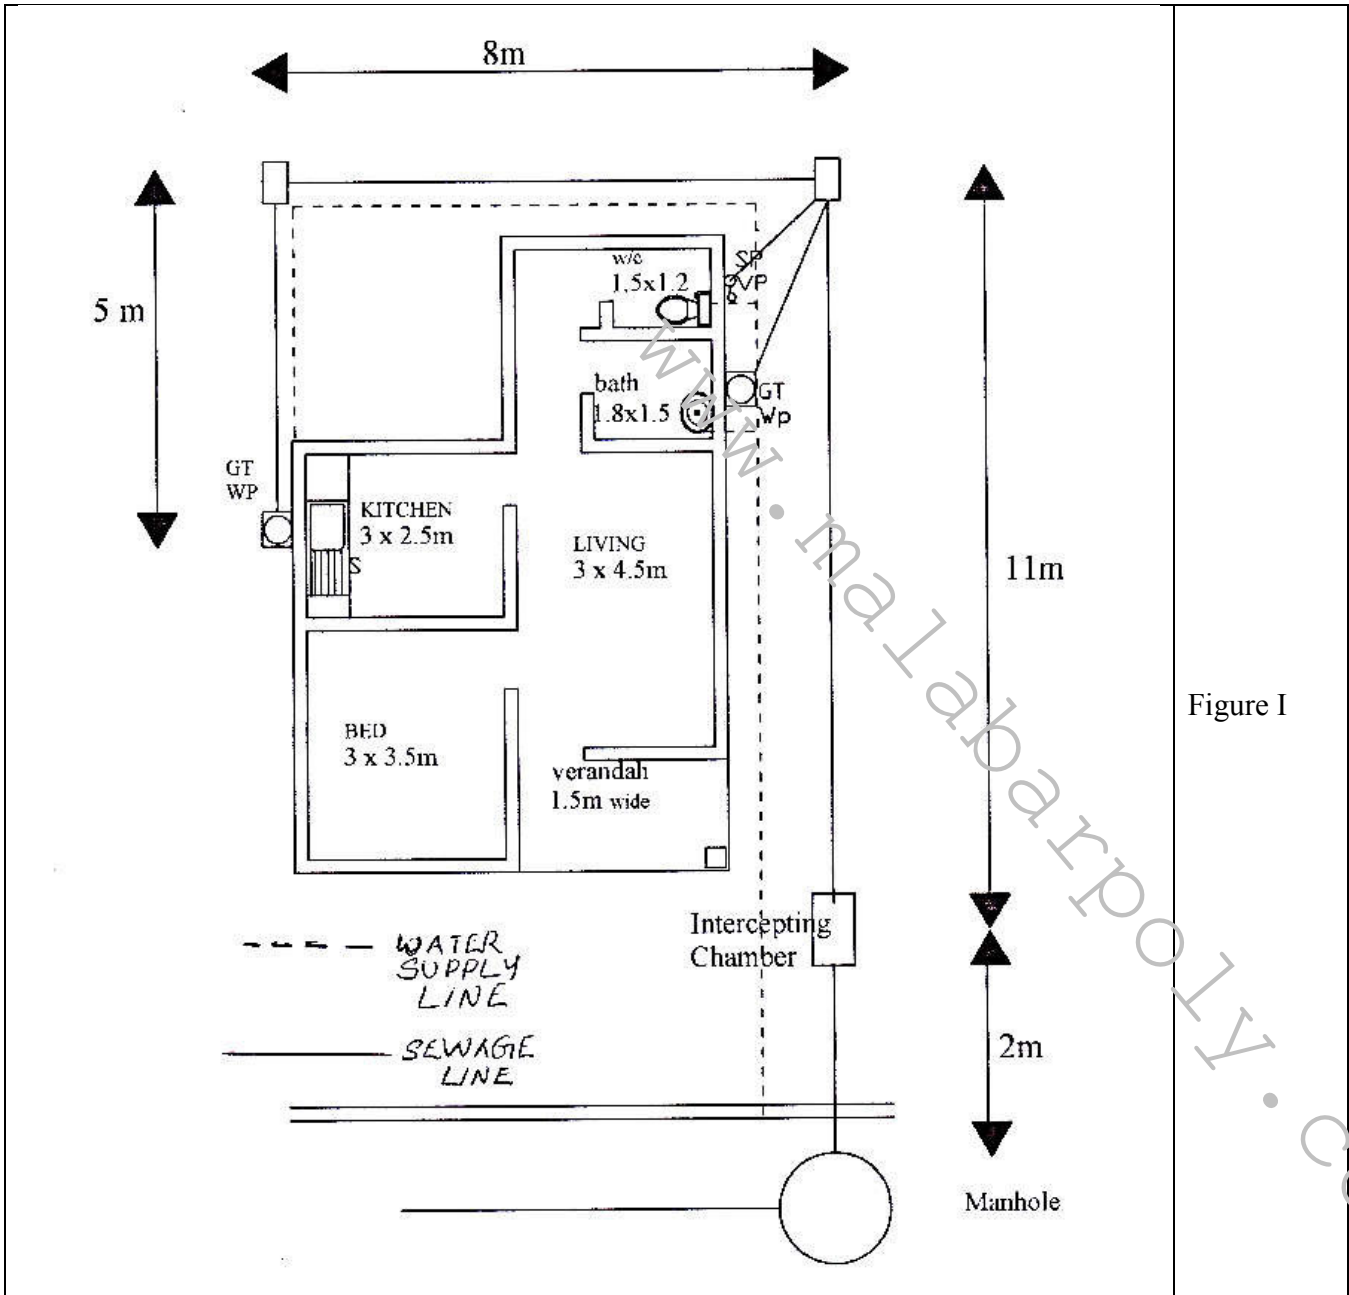 8m
5 m
w/c
1.5x1.2
SP
VP
bath
1.8x1.5
GT
Wp
GT
WP
KITCHEN
3 x 2.5m
S
LIVING
3 x 4.5m
11m
BED
3 x 3.5m
verandah
1.5m wide
Figure I
Intercepting
Chamber
WATER
SUPPLY
LINE
SEWAGE
LINE
2m
Manhole
www.malabarpoly.co